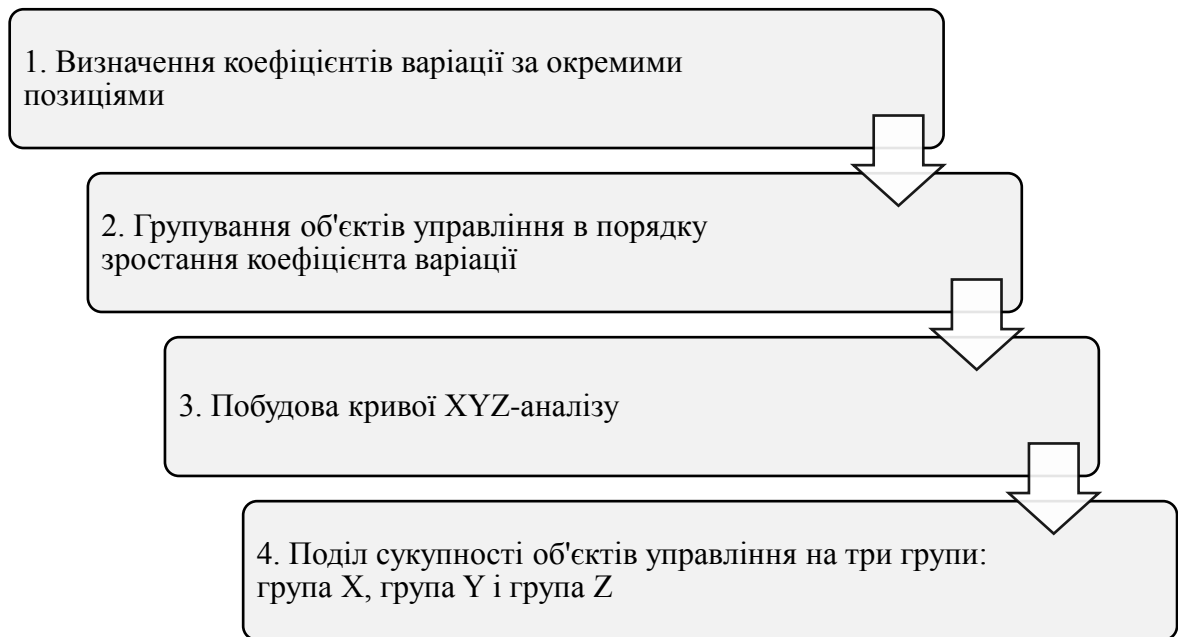 1. Визначення коефіцієнтів варіації за окремими
позиціями
2. Групування об'єктів управління в порядку
зростання коефіцієнта варіації
3. Побудова кривої XYZ-аналізу
4. Поділ сукупності об'єктів управління на три групи:
група X, група Y і група Z